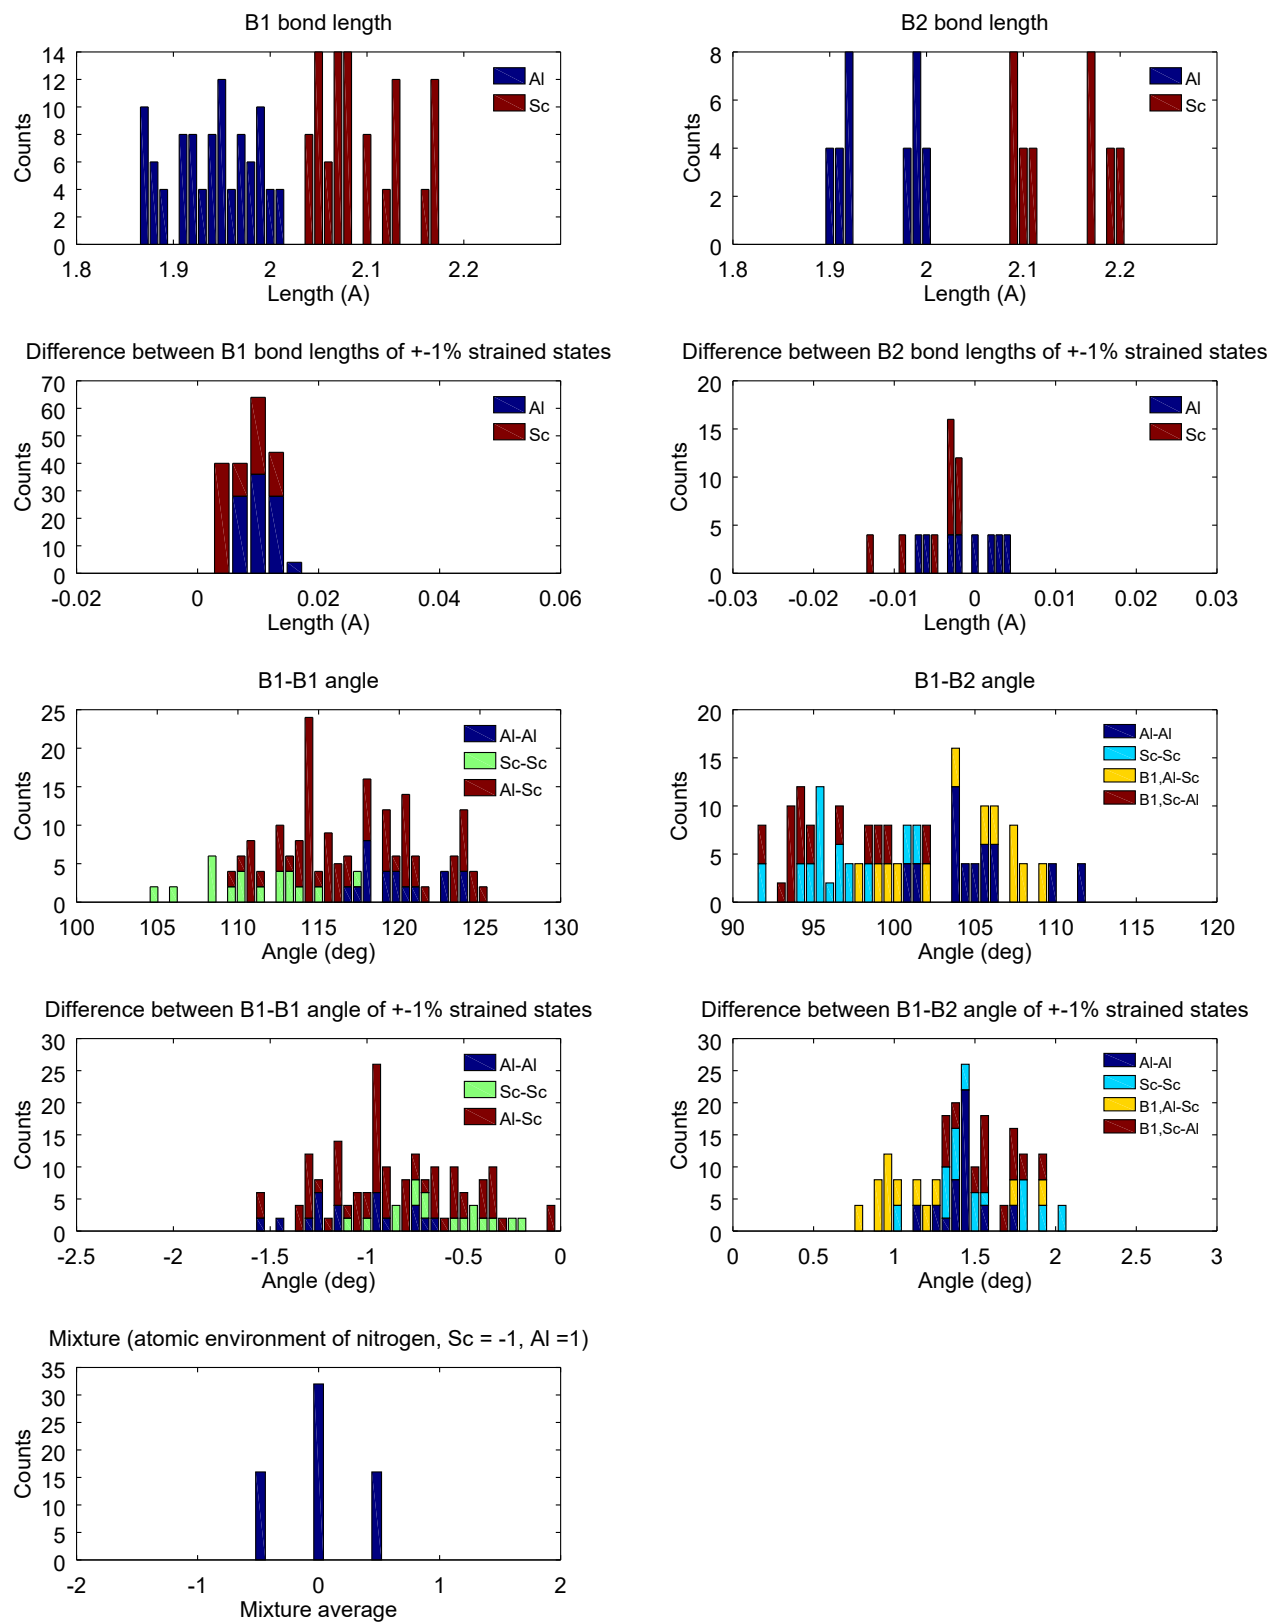 B1 bond length
14
12
10
8
6
4
2
0
Counts
Al
Sc
1.8 1.9 2 2.1 2.2
Length (A)
B2 bond length
8
6
4
2
0
Counts
Al
Sc
1.8 1.9 2 2.1 2.2
Length (A)
Difference between B1 bond lengths of +-1% strained states
70
60
50
40
30
20
10
0
Counts
Al
Sc
-0.02 0 0.02 0.04 0.06
Length (A)
Difference between B2 bond lengths of +-1% strained states
20
15
10
5
0
Counts
Al
Sc
-0.03 -0.02 -0.01 0 0.01 0.02 0.03
Length (A)
B1-B1 angle
25
20
15
10
5
0
Counts
Al-Al
Sc-Sc
Al-Sc
100 105 110 115 120 125 130
Angle (deg)
B1-B2 angle
20
15
10
5
0
Counts
Al-Al
Sc-Sc
B1,Al-Sc
B1,Sc-Al
90 95 100 105 110 115 120
Angle (deg)
Difference between B1-B1 angle of +-1% strained states
30
25
20
15
10
5
0
Counts
Al-Al
Sc-Sc
Al-Sc
-2.5 -2 -1.5 -1 -0.5 0
Angle (deg)
Difference between B1-B2 angle of +-1% strained states
30
25
20
15
10
5
0
Counts
Al-Al
Sc-Sc
B1,Al-Sc
B1,Sc-Al
0 0.5 1 1.5 2 2.5 3
Angle (deg)
Mixture (atomic environment of nitrogen, Sc = -1, Al =1)
35
30
25
20
15
10
5
0
Counts
-2 -1 0 1 2
Mixture average